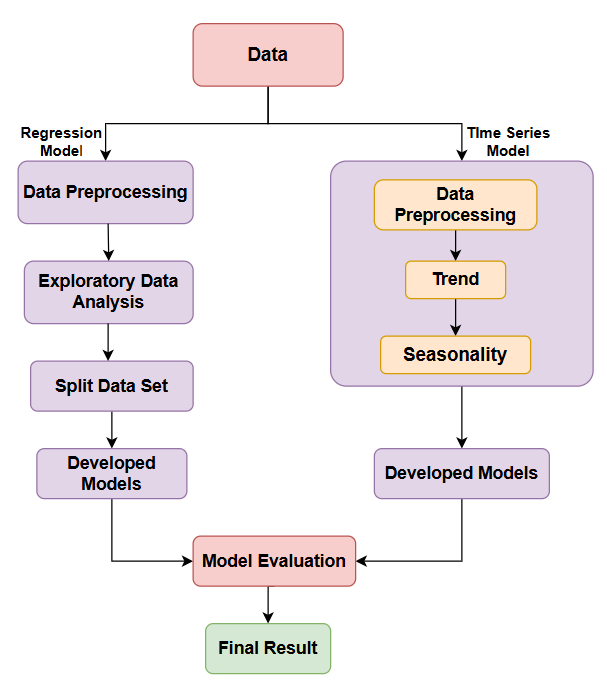 Data
Regression
Model
TIme Series
Model
Data Preprocessing
Data
Preprocessing
Exploratory Data
Analysis
Trend
Seasonality
Split Data Set
Developed
Models
Developed Models
Model Evaluation
Final Result